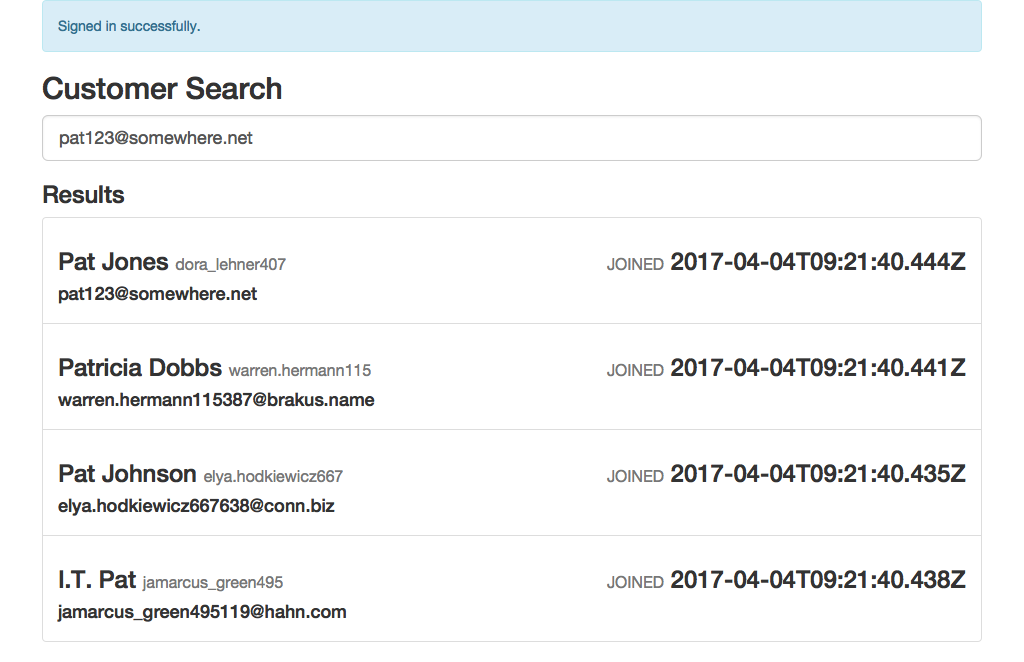 Signed in successfully.
Customer Search
pat123@somewhere.net
Results
Pat Jones dora_lehner407 JOINED 2017-04-04T09:21:40.444Z
pat123@somewhere.net
Patricia Dobbs warren.hermann115 JOINED 2017-04-04T09:21:40.441Z
warren.hermann115387@brakus.name
Pat Johnson elya.hodkiewicz667 JOINED 2017-04-04T09:21:40.435Z
elya.hodkiewicz667638@conn.biz
I.T. Pat jamarcus_green495 JOINED 2017-04-04T09:21:40.438Z
jamarcus_green495119@hahn.com